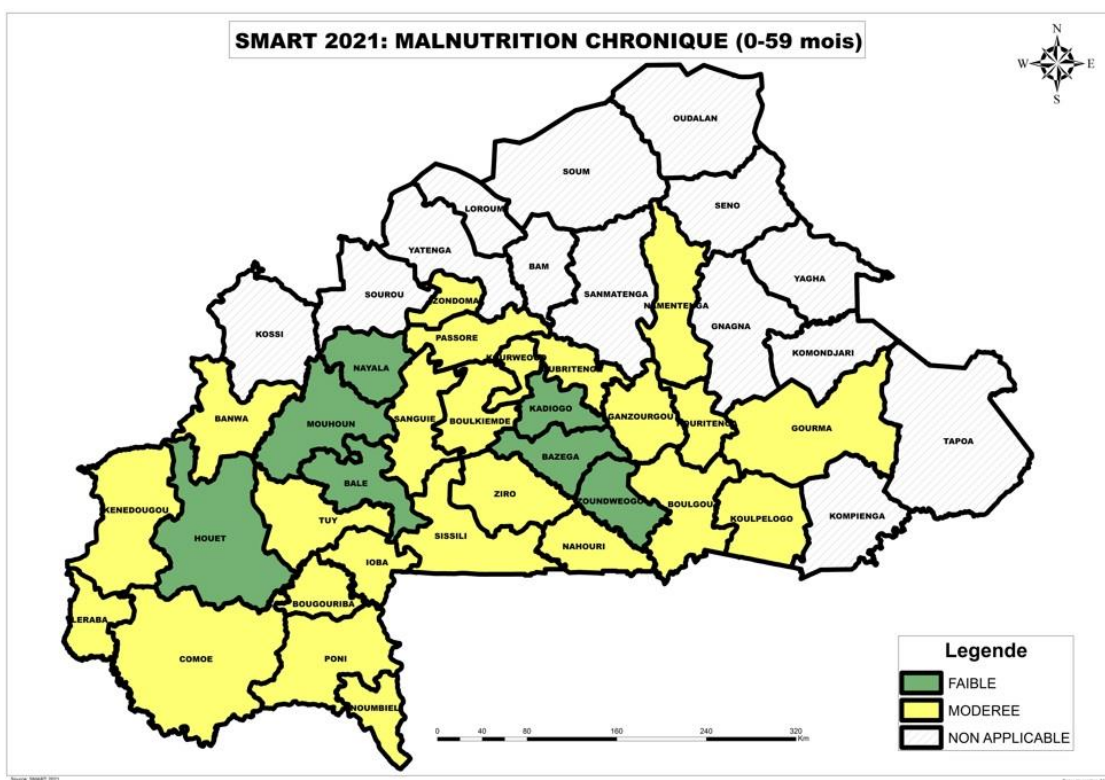 SMART 2021: MALNUTRITION CHRONIQUE (0-59 mois)
N
W E
S
OUDALAN
SOUM
SENO
LOROUM
YATENGA
BAM
YAGHA
SANMATENGA
SOUROU
ZONDOMA
NAMENTENGA
GNAGNA
KOSSI
PASSORE
KOMONDJARI
KOURWEOGO
NAYALA
OUBRITENGA
BANWA
MOUHOUN
SANGUIE
BOULKIEMDE
KADIOGO
GANZOURGOU
KOURITENGA
GOURMA
TAPOA
BAZEGA
BALE
ZIRO
ZOUNDWEOGO
BOULGOU
KENEDOUGOU
KOULPELOGO
KOMPIENGA
TUY
HOUET
SISSILI
NAHOURI
IOBA
BOUGOURIBA
LERABA
COMOE
PONI
NOUMBIEL
Legende
FAIBLE
MODEREE
NON APPLICABLE
0 40 80 160 240 320
Km
Source: SMART 2021